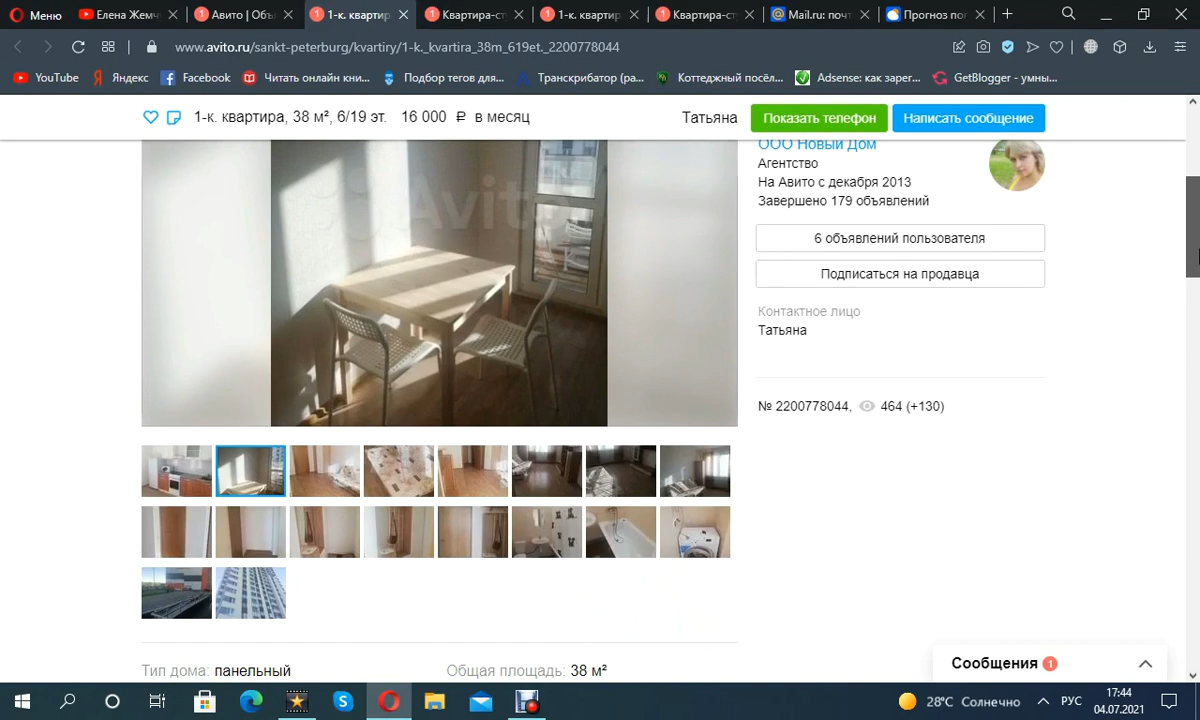 Меню
Елена Жемч
Авито | Объ
1-к. квартир
Квартира-ст
1-к. квартир
Квартира-ст
Mail.ru: поч
Прогноз пог
www.avito.ru/sankt-peterburg/kvartiry/1-k._kvartira_38m_619et._2200778044
YouTube
Яндекс
Facebook
Читать онлайн кни...
Подбор тегов для...
Транскрибатор (ра...
Коттеджный посёл...
Adsense: как зарег...
GetBlogger - умны...
1-к. квартира, 38 м², 6/19 эт.
16 000 ₽ в месяц
Татьяна
Показать телефон
Написать сообщение
Avito
ООО Новый Дом
Агентство
На Авито с декабря 2013
Завершено 179 объявлений
6 объявлений пользователя
Подписаться на продавца
Контактное лицо
Татьяна
№ 2200778044,
464 (+130)
Тип дома: панельный
Общая площадь: 38 м²
Сообщения 1
28°C Солнечно
РУС
17:44
04.07.2021